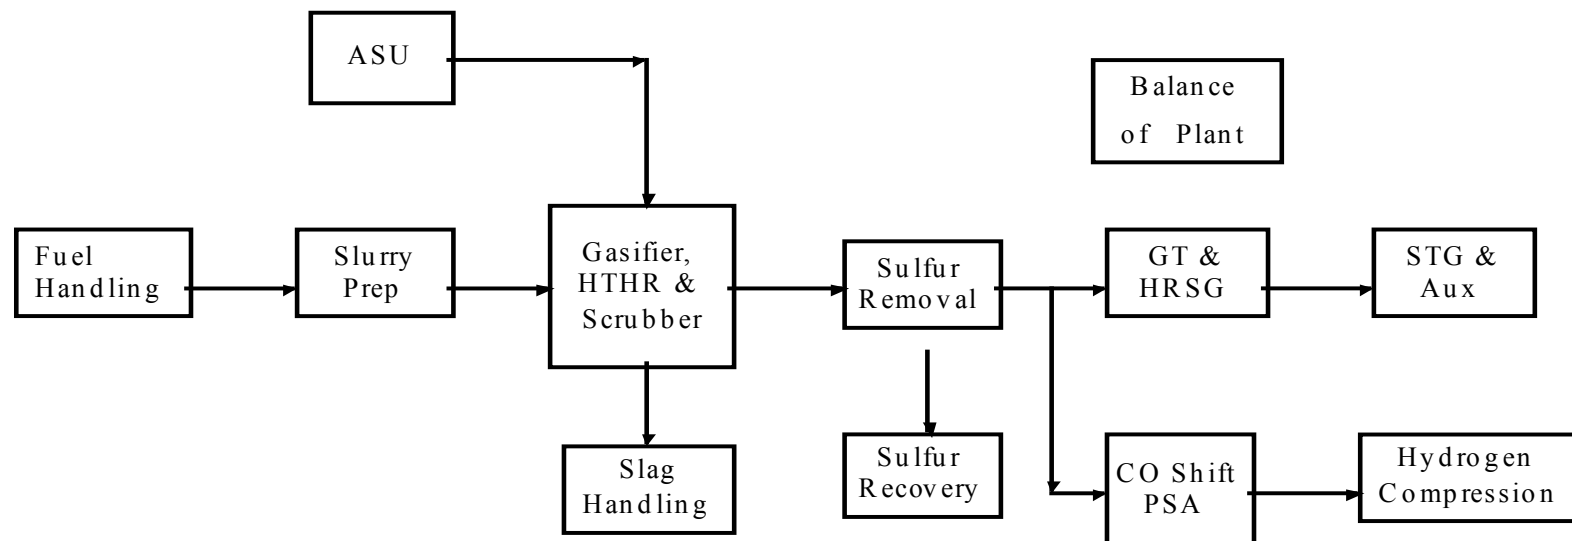 ASU
Balance
of Plant
Fuel
Handling
Slurry
Prep
Gasifier,
HTHR &
Scrubber
Sulfur
Removal
GT &
HRSG
STG &
Aux
Slag
Handling
Sulfur
Recovery
CO Shift
PSA
Hydrogen
Compression